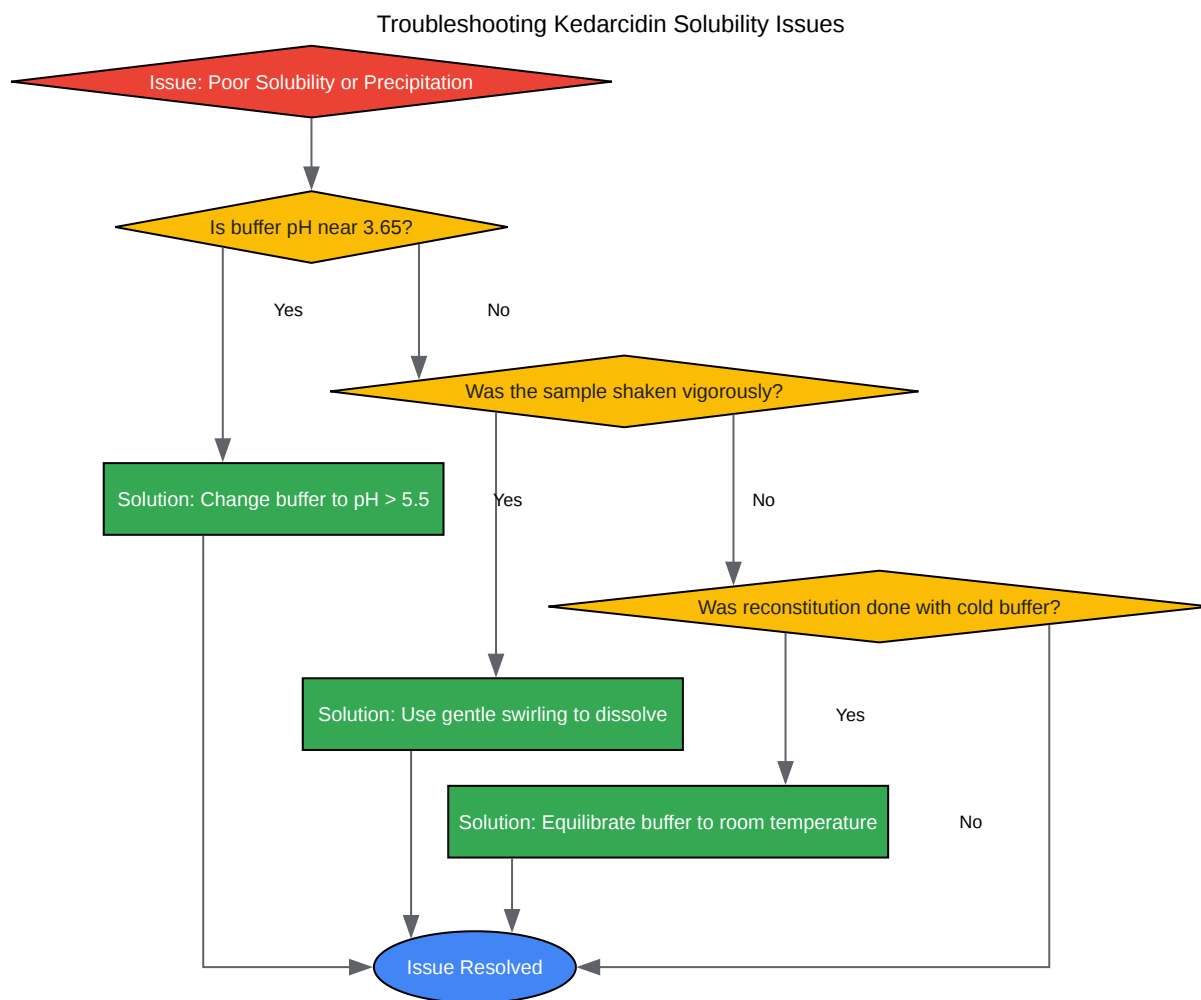 Troubleshooting Kedarcidin Solubility Issues
Issue: Poor Solubility or Precipitation
Is buffer pH near 3.65?
Yes
No
Was the sample shaken vigorously?
Solution: Change buffer to pH > 5.5
Yes
No
Was reconstitution done with cold buffer?
Solution: Use gentle swirling to dissolve
Yes
Solution: Equilibrate buffer to room temperature
No
Issue Resolved